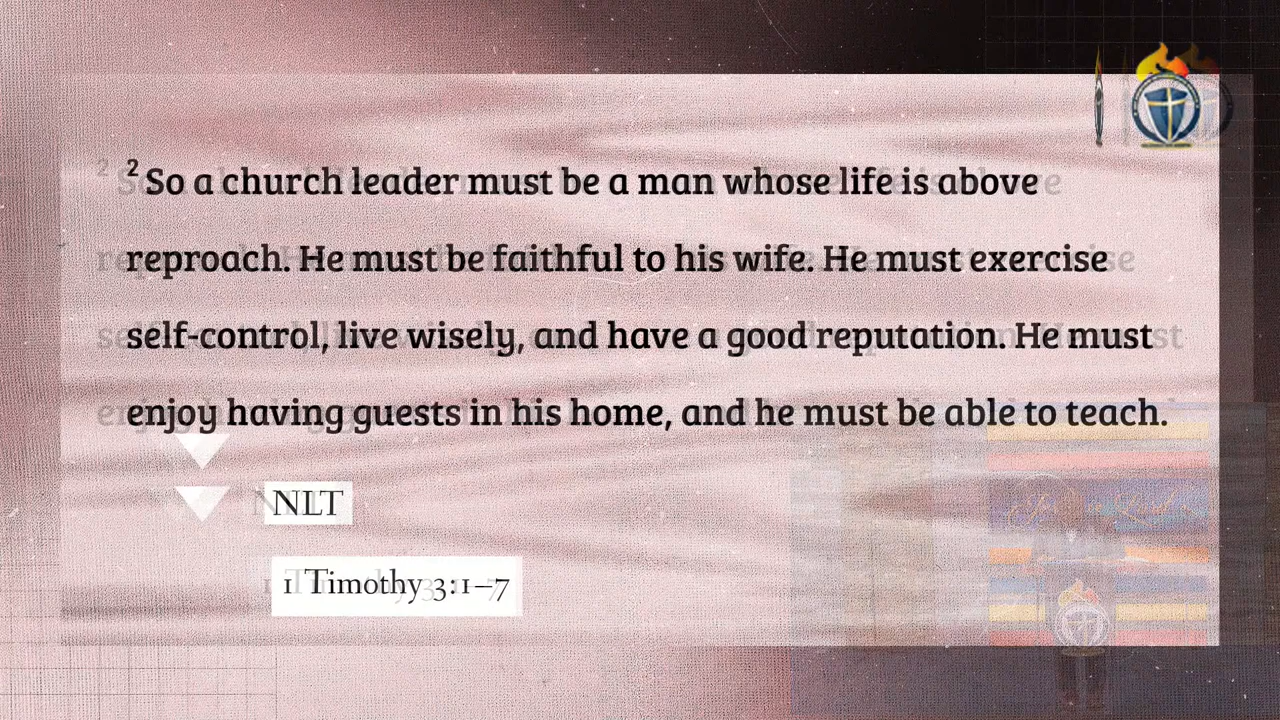 2 So a church leader must be a man whose life is above
reproach. He must be faithful to his wife. He must exercise
self-control, live wisely, and have a good reputation. He must
enjoy having guests in his home, and he must be able to teach.
NLT
1 Timothy 3:1–7